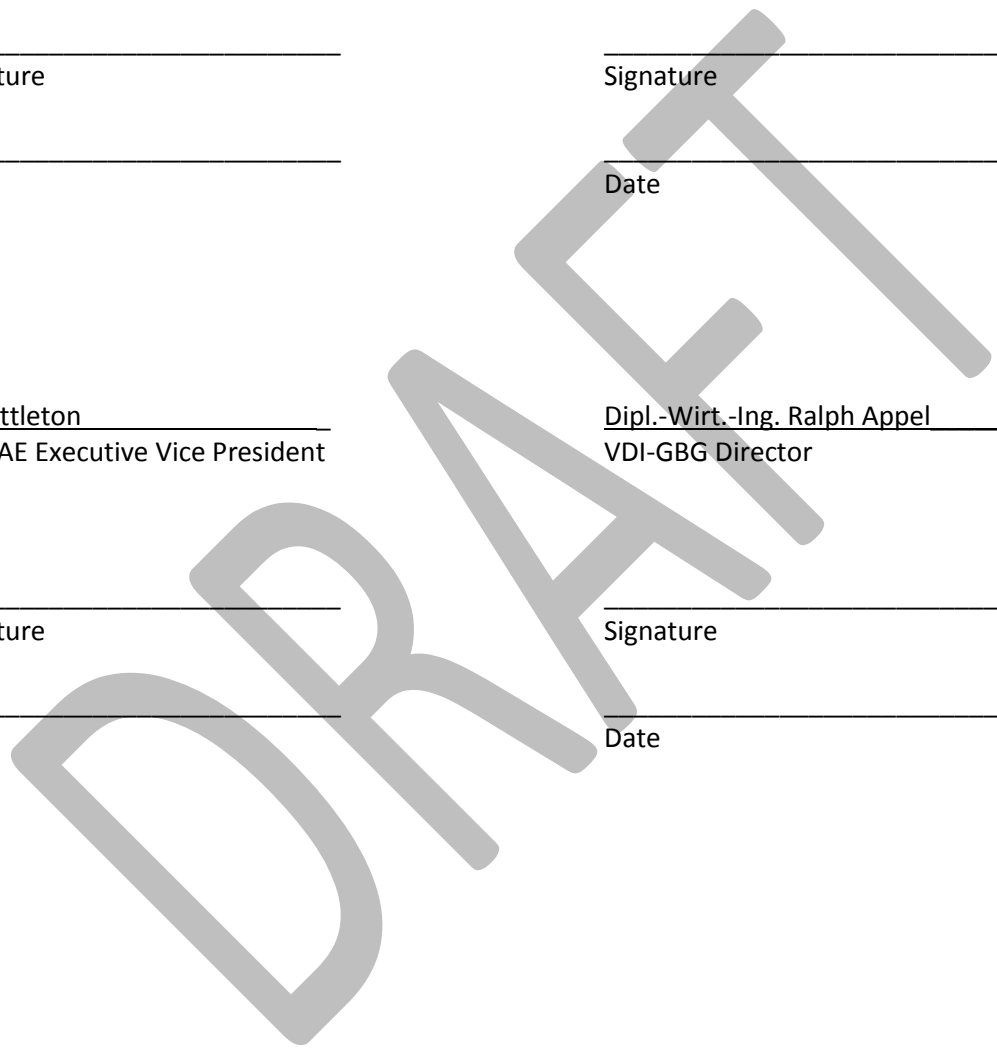 ture Signature
Date
ttleton Dipl.-Wirt.-Ing. Ralph Appel
AE Executive Vice President VDI-GBG Director
ture Signature
Date
DRAFT